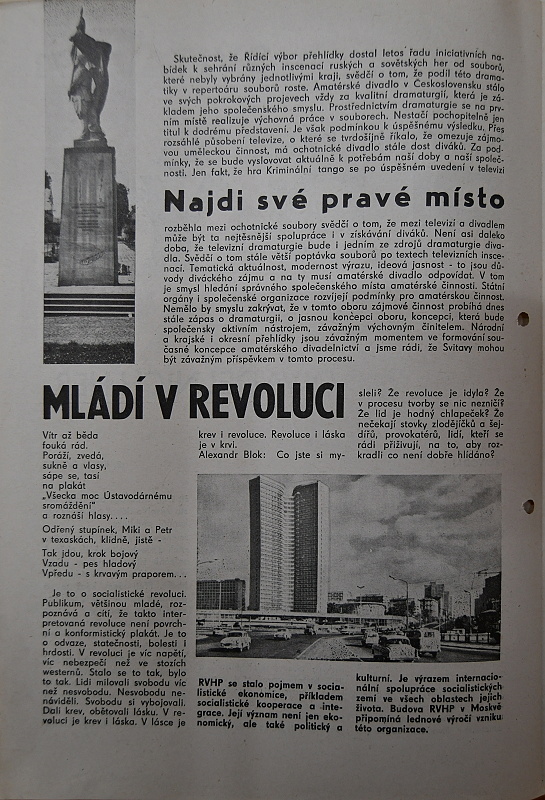 Skutečnost, že Řídící výbor přehlídky dostal letos řadu iniciativních na-
bídek k sehrání různých inscenací ruských a sovětských her od souborů,
které nebyly vybrány jednotlivými kraji, svědčí o tom, že podíl této drama-
tiky v repertoáru souborů roste. Amatérské divadlo v Československu stálo
ve svých pokrokových projevech vždy za kvalitní dramaturgií, která je zá-
kladem jeho společenského smyslu. Prostřednictvím dramaturgie se na prv-
ním místě realizuje výchovná práce v souborech. Nestačí pochopitelně jen
titul k dodrému představení. Je však podmínkou k úspěšnému výsledku. Přes
rozsáhlé působení televize, o které se tvrdošíjně říkalo, že omezuje zájmo-
vou uměleckou činnost, má ochotnické divadlo stále dost diváků. Za pod-
mínky, že se bude vyslovovat aktuálně k potřebám naší doby a naší společ-
nosti. Jen fakt, že hra Kriminální tango se po úspěšném uvedení v televizi
Najdi své pravé místo
rozběhla mezi ochotnické soubory svědčí o tom, že mezi televizí a divadlem
může být ta nejtěsnější spolupráce i v získávání diváků. Není asi daleko
doba, že televizní dramaturgie bude i jedním ze zdrojů dramaturgie diva-
dla. Svědčí o tom stále větší poptávka souborů po textech televizních insce-
nací. Tematická aktuálnost, modernost výrazu, ideová jasnost - to jsou dů-
vody diváckého zájmu a na ty musí amatérské divadlo odpovídat. V tom
je smysl hledání správného společenského místa amatérské činnosti. Státní
orgány i společenské organizace rozvíjejí podmínky pro amatérskou činnost.
Nemělo by smyslu zakrývat, že v tomto oboru zájmové činnost probíhá dnes
stále zápas o dramaturgii, o jasnou koncepci oboru, koncepci, která bude
společensky aktivním nástrojem, závažným výchovným činitelem. Národní
a krajské i okresní přehlídky jsou závažným momentem ve formování sou-
časné koncepce amatérského divadelnictví a jsme rádi, že Svitavy mohou
být závažným příspěvkem v tomto procesu.
MLÁDÍ V REVOLUCI
Vítr až běda
fouká rád.
Poráží, zvedá,
sukně a vlasy,
sápe se, tasí
na plakát
„Všecka moc Ústavodárnému
sromáždění"
a roznáší hlasy....
Odřený stupínek, Miki a Petr
v texaskách, klidně, jistě -
Tak jdou, krok bojový
Vzadu - pes hladový
Vpředu - s krvavým praporem...
Je to o socialistické revoluci.
Publikum, většinou mladé, roz-
poznává a cítí, že takto inter-
pretovaná revoluce není povrch-
ní a konformistický plakát. Je to
o odvaze, statečnosti, bolesti i
hrdosti. V revoluci je víc napětí,
víc nebezpečí než ve stozích
westernů. Stalo se to tak, bylo
to tak. Lidi milovali svobodu víc
než nesvobodu. Nesvobodu ne-
náviděli. Svobodu si vybojovali.
Dali krev, obětovali lásku. V re-
voluci je krev i láska. V lásce je
krev i revoluce. Revoluce i láska
je v krvi.
Alexandr Blok: Co jste si my-
sleli? Že revoluce je idyla? Že
v procesu tvorby se nic nezničí?
Že lid je hodný chlapeček? Že
nečekají stovky zlodějíčků a šej-
dířů, provokatérů, lidí, kteří se
rádi přiživují, na to, aby roz-
kradli co není dobře hlídáno?
RVHP se stalo pojmem v socia-
listické ekonomice, příkladem
socialistické kooperace a inte-
grace. Její význam není jen eko-
nomický, ale také politický a
kulturní. Je výrazem internacio-
nální spolupráce socialistických
zemí ve všech oblastech jejich
života. Budova RVHP v Moskvě
připomíná lednové výročí vzniku
této organizace.